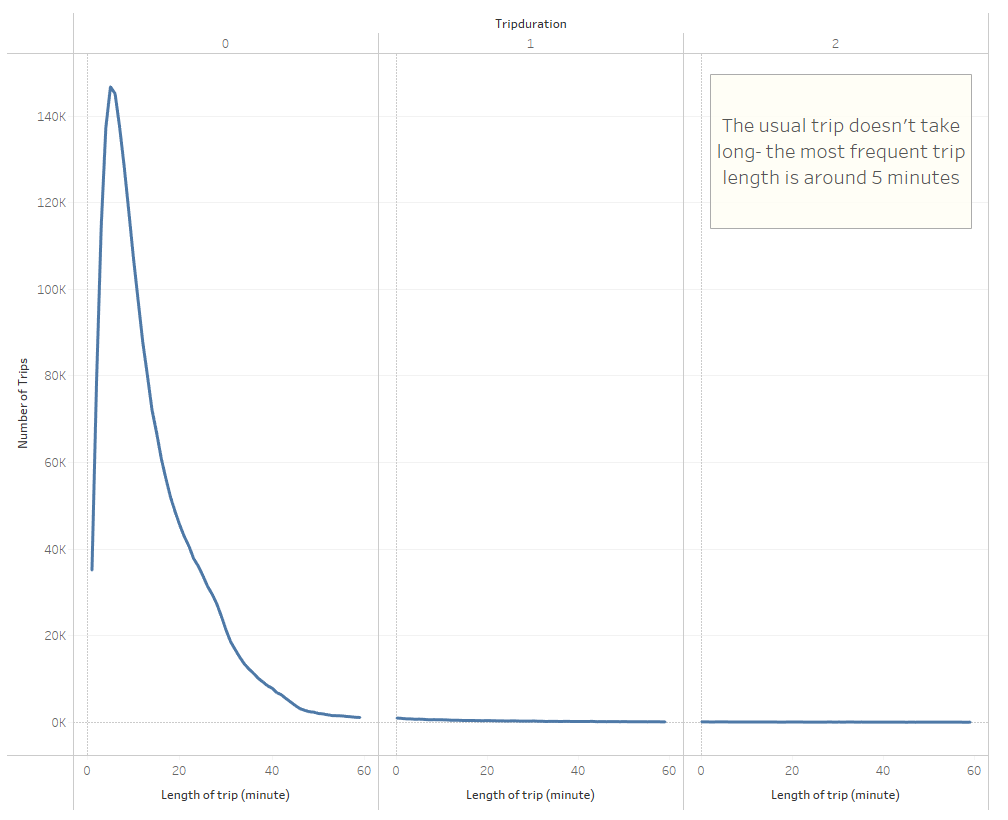 Tripduration
0 1 2
The usual trip doesn't take
long- the most frequent trip
length is around 5 minutes
140K
120K
100K
80K
60K
40K
20K
0K
Number of Trips
0 20 40 60 0 20 40 60 0 20 40 60
Length of trip (minute) Length of trip (minute) Length of trip (minute)